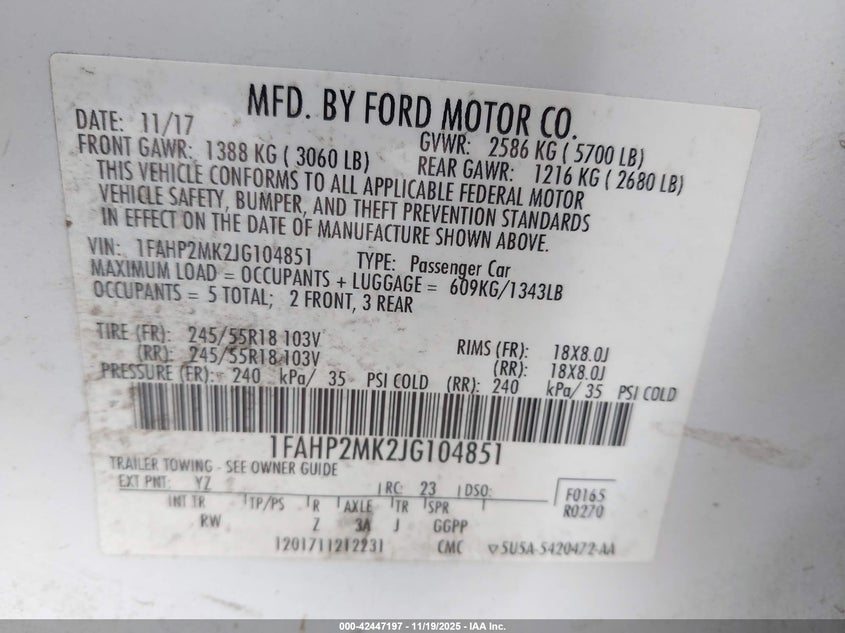 MFD. BY FORD MOTOR CO.
DATE: 11/17 GVWR: 2586 KG ( 5700 LB)
FRONT GAWR: 1388 KG ( 3060 LB) REAR GAWR: 1216 KG ( 2680 LB)
THIS VEHICLE CONFORMS TO ALL APPLICABLE FEDERAL MOTOR
VEHICLE SAFETY, BUMPER, AND THEFT PREVENTION STANDARDS
IN EFFECT ON THE DATE OF MANUFACTURE SHOWN ABOVE.
VIN: 1FAHP2MK2JG104851 TYPE: Passenger Car
MAXIMUM LOAD = OCCUPANTS + LUGGAGE = 609KG/1343LB
OCCUPANTS = 5 TOTAL; 2 FRONT, 3 REAR
TIRE (FR): 245/55R18 103V RIMS (FR): 18X8.0J
(RR): 245/55R18 103V (RR): 18X8.0J
PRESSURE (FR): 240 kPa/ 35 PSI COLD (RR): 240 kPa/ 35 PSI COLD
1FAHP2MK2JG104851
TRAILER TOWING - SEE OWNER GUIDE
EXT PNT: YZ RC: 23 DSO: F0165
INT TR TP/PS R AXLE TR SPR R0270
RW Z 3A J GGPP
1201711212231 CMC 5U5A-5420472-AA
000-42447197 - 11/19/2025 - IAA Inc.